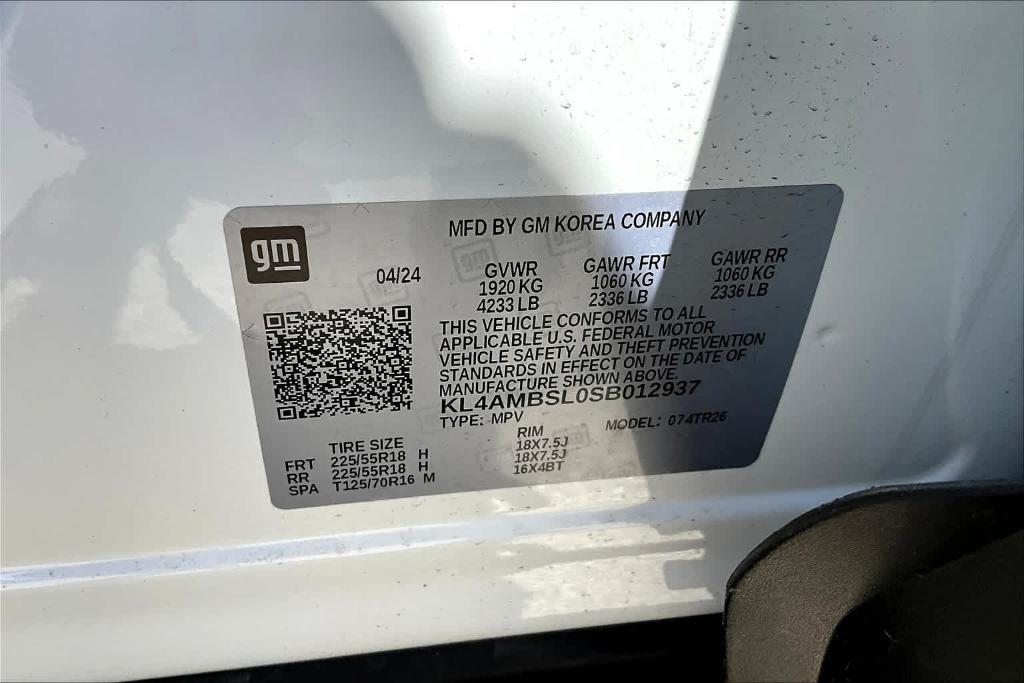 gm
MFD BY GM KOREA COMPANY
04/24 GVWR GAWR FRT GAWR RR
1920 KG 1060 KG 1060 KG
4233 LB 2336 LB 2336 LB
THIS VEHICLE CONFORMS TO ALL
APPLICABLE U.S. FEDERAL MOTOR
VEHICLE SAFETY AND THEFT PREVENTION
STANDARDS IN EFFECT ON THE DATE OF
MANUFACTURE SHOWN ABOVE.
KL4AMBSL0SB012937
TYPE: MPV MODEL: 074TR26
TIRE SIZE RIM
FRT 225/55R18 H 18X7.5J
RR 225/55R18 H 18X7.5J
SPA T125/70R16 M 16X4BT